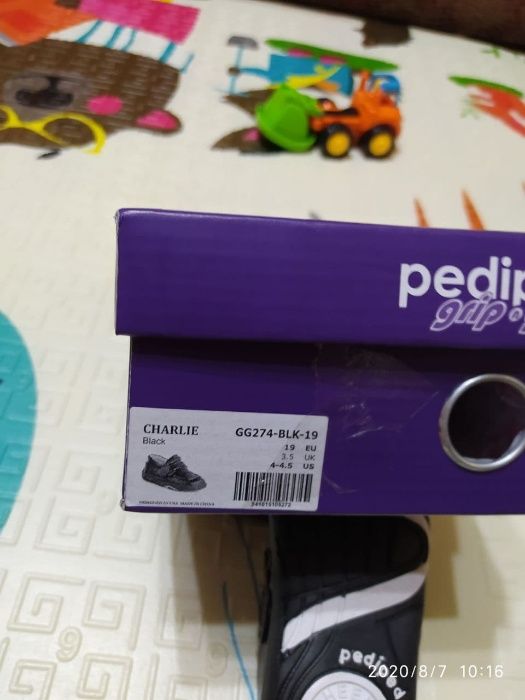 pedip
grip
CHARLIE
Black
GG274-BLK-19
19 EU
3.5 UK
4-4.5 US
ped
2020/8/7 10:16